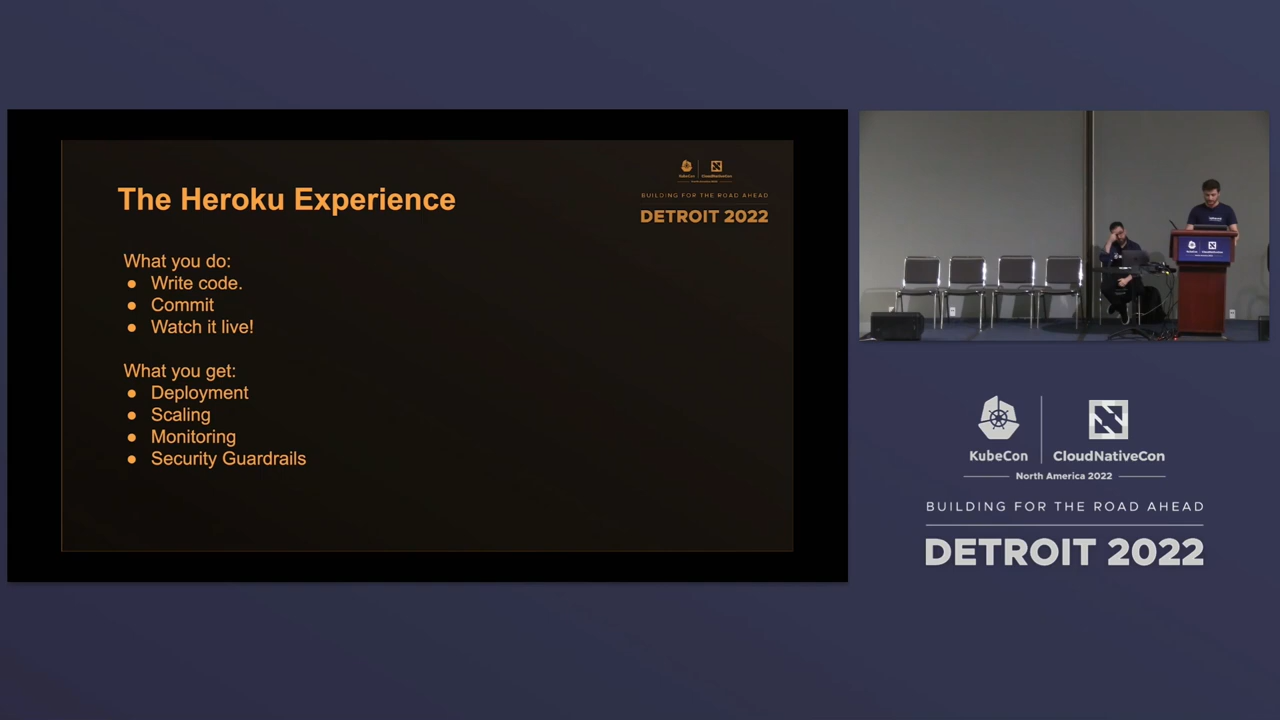 The Heroku Experience
What you do:
● Write code.
● Commit
● Watch it live!
What you get:
● Deployment
● Scaling
● Monitoring
● Security Guardrails
KubeCon | CloudNativeCon
BUILDING FOR THE ROAD AHEAD
DETROIT 2022
KubeCon | CloudNativeCon
North America 2022
BUILDING FOR THE ROAD AHEAD
DETROIT 2022